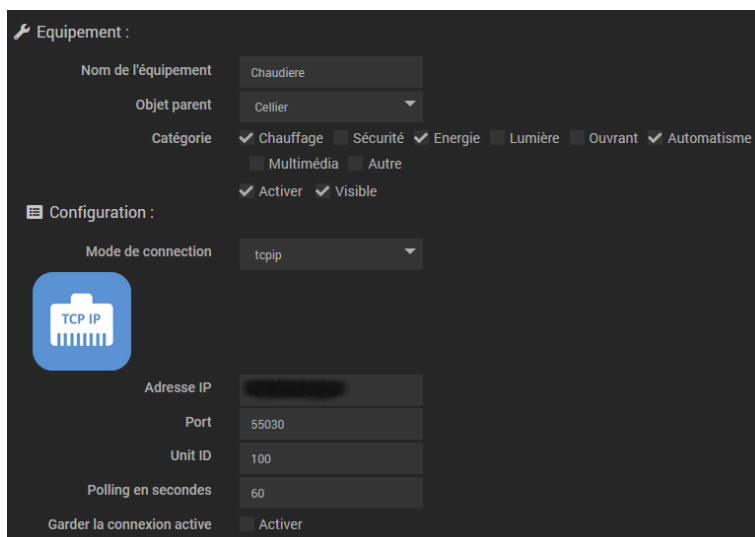 Equipement :
Nom de l'équipement Chaudiere
Objet parent Cellier
Catégorie Chauffage Sécurité Energie Lumière Ouvrant Automatisme
Multimédia Autre
Activer Visible
Configuration :
Mode de connection tcpip
TCP IP
Adresse IP
Port 55030
Unit ID 100
Polling en secondes 60
Garder la connexion active Activer